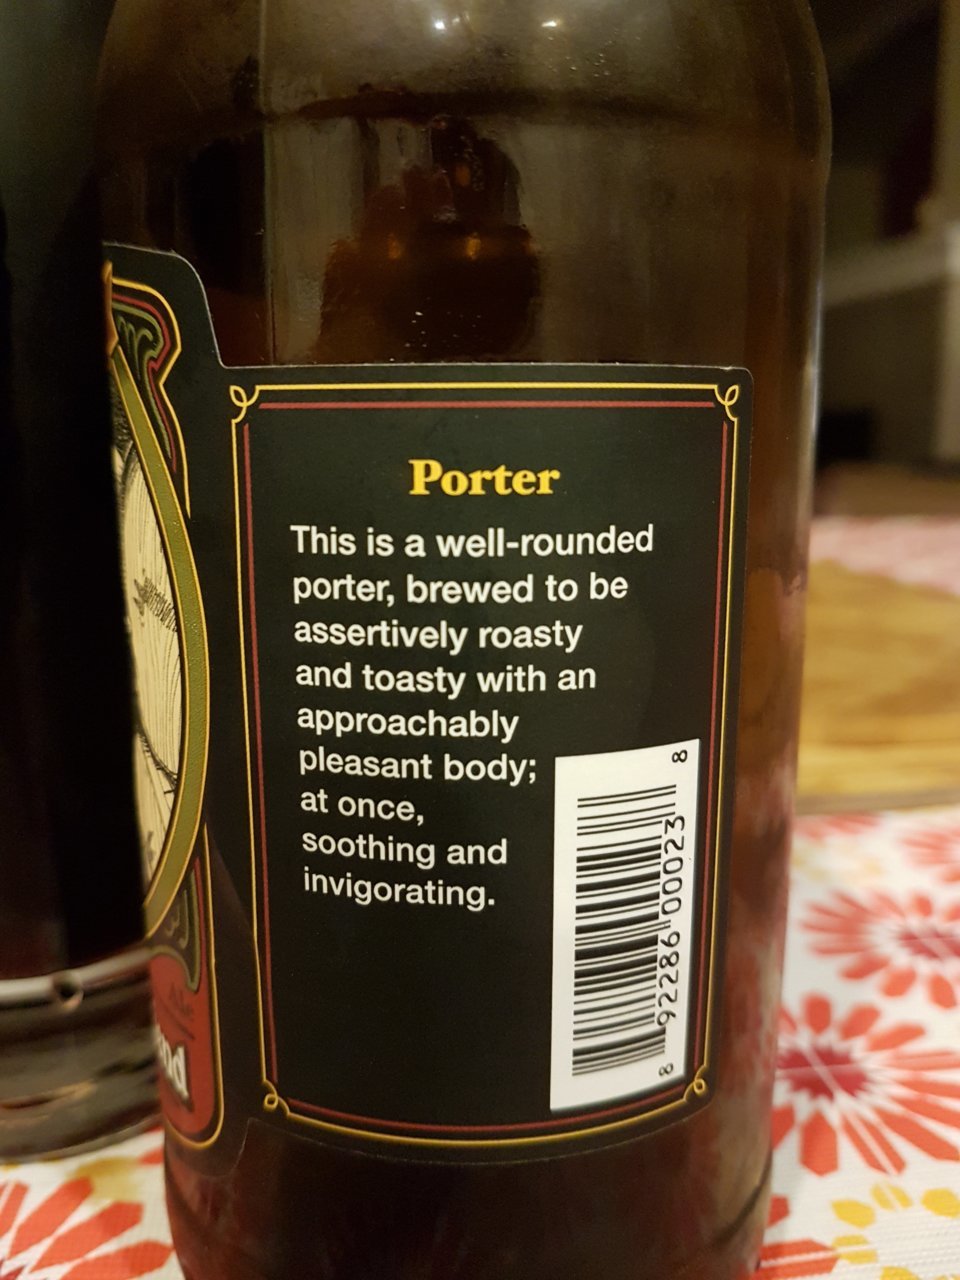 Porter
This is a well-rounded
porter, brewed to be
assertively roasty
and toasty with an
approachably
pleasant body;
at once,
soothing and
invigorating.
8 92286 00023 8
Ale